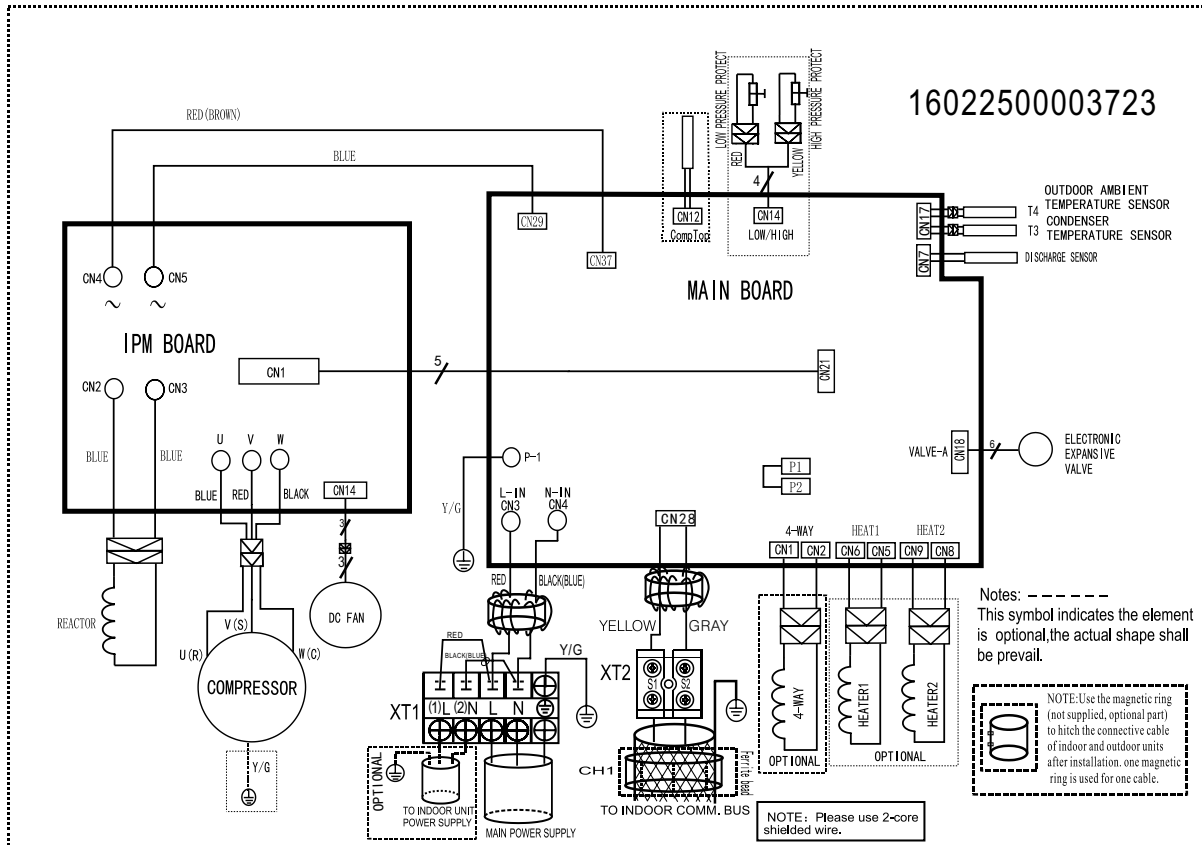 16022500003723
LOW PRESSURE PROTECT
HIGH PRESSURE PROTECT
RED
YELLOW
4
RED(BROWN)
BLUE
CN12
CompTop
CN14
LOW/HIGH
CN29
CN37
CN17
T4
OUTDOOR AMBIENT
TEMPERATURE SENSOR
T3
CONDENSER
TEMPERATURE SENSOR
CN7
DISCHARGE SENSOR
MAIN BOARD
CN4
CN5
IPM BOARD
CN1
5
CN21
CN2
CN3
BLUE
BLUE
U
V
W
BLUE
RED
BLACK
CN14
3
3
DC FAN
REACTOR
V(S)
U(R)
W(C)
COMPRESSOR
Y/G
P-1
Y/G
L-IN
CN3
N-IN
CN4
RED
BLACK(BLUE)
P1
P2
VALVE-A
CN18
6
ELECTRONIC
EXPANSIVE
VALVE
CN28
YELLOW
GRAY
4-WAY
CN1
CN2
HEAT1
CN6
CN5
HEAT2
CN9
CN8
4-WAY
OPTIONAL
HEATER1
HEATER2
OPTIONAL
RED
BLACK(BLUE)
Y/G
XT1
(1)L
(2)N
L
N
OPTIONAL
TO INDOOR UNIT
POWER SUPPLY
MAIN POWER SUPPLY
XT2
S1
S2
CH1
Ferrite bead
TO INDOOR COMM. BUS
NOTE: Please use 2-core
shielded wire.
Notes: – – – – –
This symbol indicates the element
is optional,the actual shape shall
be prevail.
NOTE:Use the magnetic ring
(not supplied, optional part)
to hitch the connective cable
of indoor and outdoor units
after installation. one magnetic
ring is used for one cable.